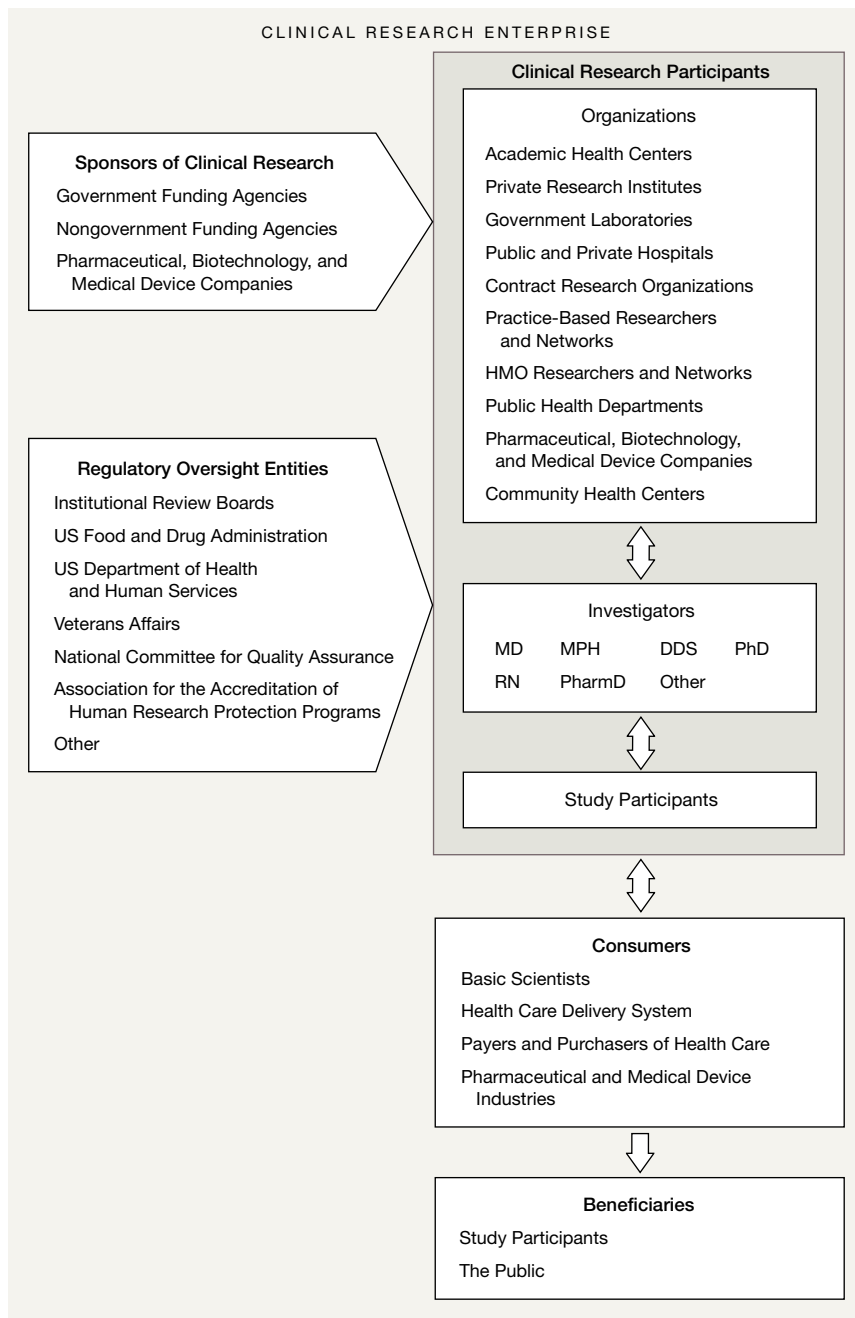 CLINICAL RESEARCH ENTERPRISE
Sponsors of Clinical Research
Government Funding Agencies
Nongovernment Funding Agencies
Pharmaceutical, Biotechnology, and
Medical Device Companies
Regulatory Oversight Entities
Institutional Review Boards
US Food and Drug Administration
US Department of Health
and Human Services
Veterans Affairs
National Committee for Quality Assurance
Association for the Accreditation of
Human Research Protection Programs
Other
Clinical Research Participants
Organizations
Academic Health Centers
Private Research Institutes
Government Laboratories
Public and Private Hospitals
Contract Research Organizations
Practice-Based Researchers
and Networks
HMO Researchers and Networks
Public Health Departments
Pharmaceutical, Biotechnology,
and Medical Device Companies
Community Health Centers
Investigators
MD MPH DDS PhD
RN PharmD Other
Study Participants
Consumers
Basic Scientists
Health Care Delivery System
Payers and Purchasers of Health Care
Pharmaceutical and Medical Device
Industries
Beneficiaries
Study Participants
The Public